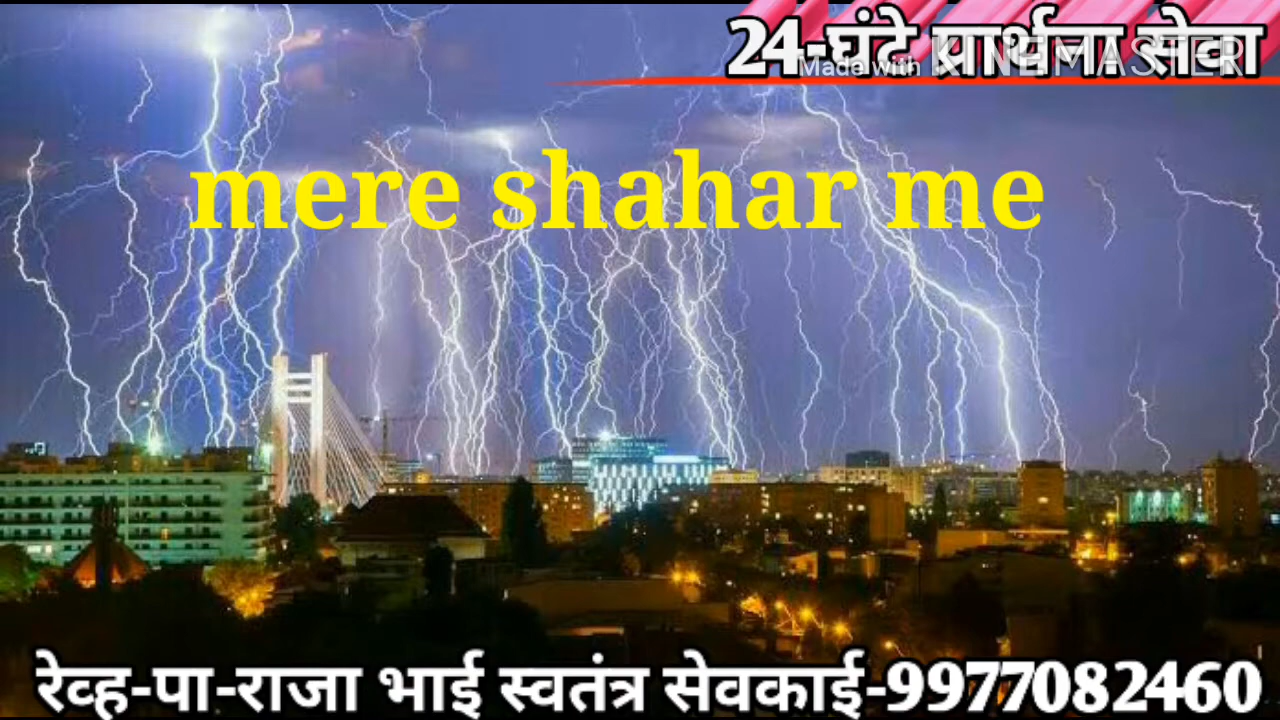 24-घंटे प्रार्थना सेवा
Made with KINEMASTER
mere shahar me
रेव्ह-पा-राजा भाई स्वतंत्र सेवकाई-9977082460